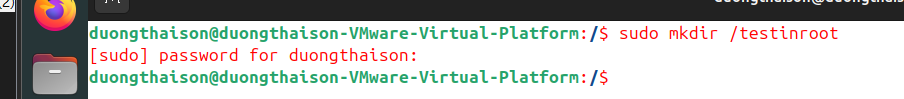 duongthaison@duongthaison-VMware-Virtual-Platform:/$ sudo mkdir /testinroot
[sudo] password for duongthaison:
duongthaison@duongthaison-VMware-Virtual-Platform:/$